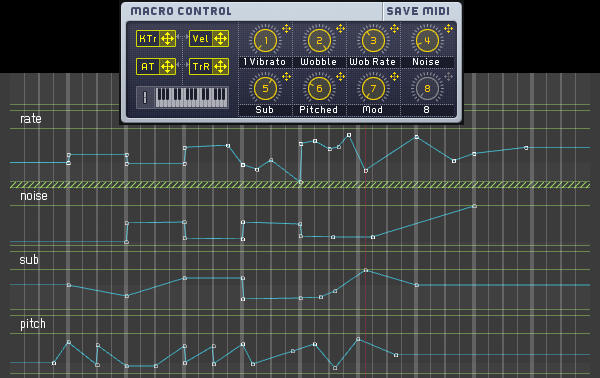 MACRO CONTROL SAVE MIDI
KTr Vel 1 2 3 4
1 Vibrato Wobble Wob Rate Noise
AT TrR 5 6 7 8
Sub Pitched Mod 8
rate
noise
sub
pitch